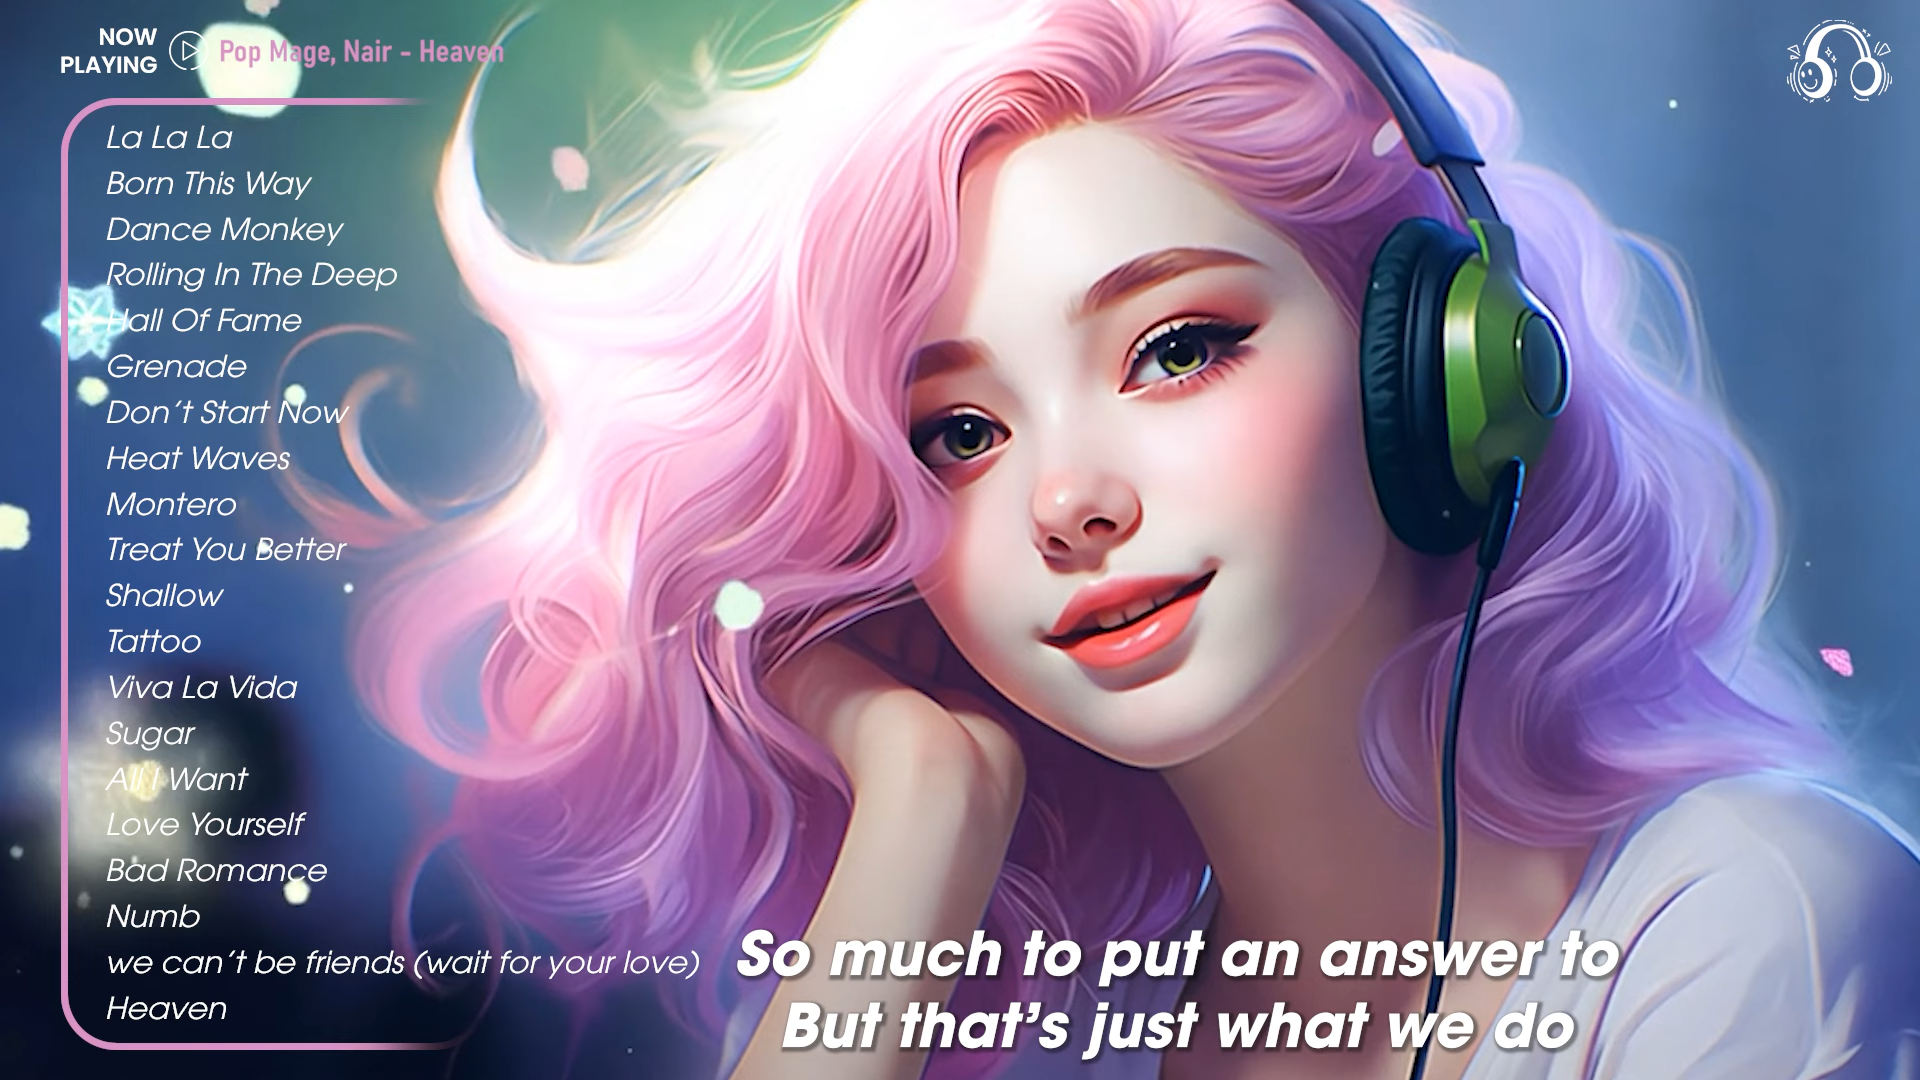 NOW
PLAYING
Pop Mage, Nair - Heaven
La La La
Born This Way
Dance Monkey
Rolling In The Deep
Hall Of Fame
Grenade
Don't Start Now
Heat Waves
Montero
Treat You Better
Shallow
Tattoo
Viva La Vida
Sugar
All I Want
Love Yourself
Bad Romance
Numb
we can't be friends (wait for your love)
Heaven
So much to put an answer to
But that's just what we do